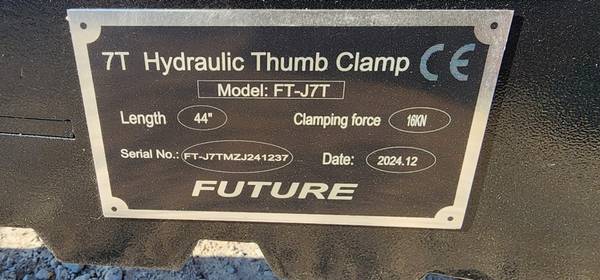 7T Hydraulic Thumb Clamp CE
Model: FT-J7T
Length 44" Clamping force 16KN
Serial No.: FT-J7TMZJ241237 Date: 2024.12
FUTURE